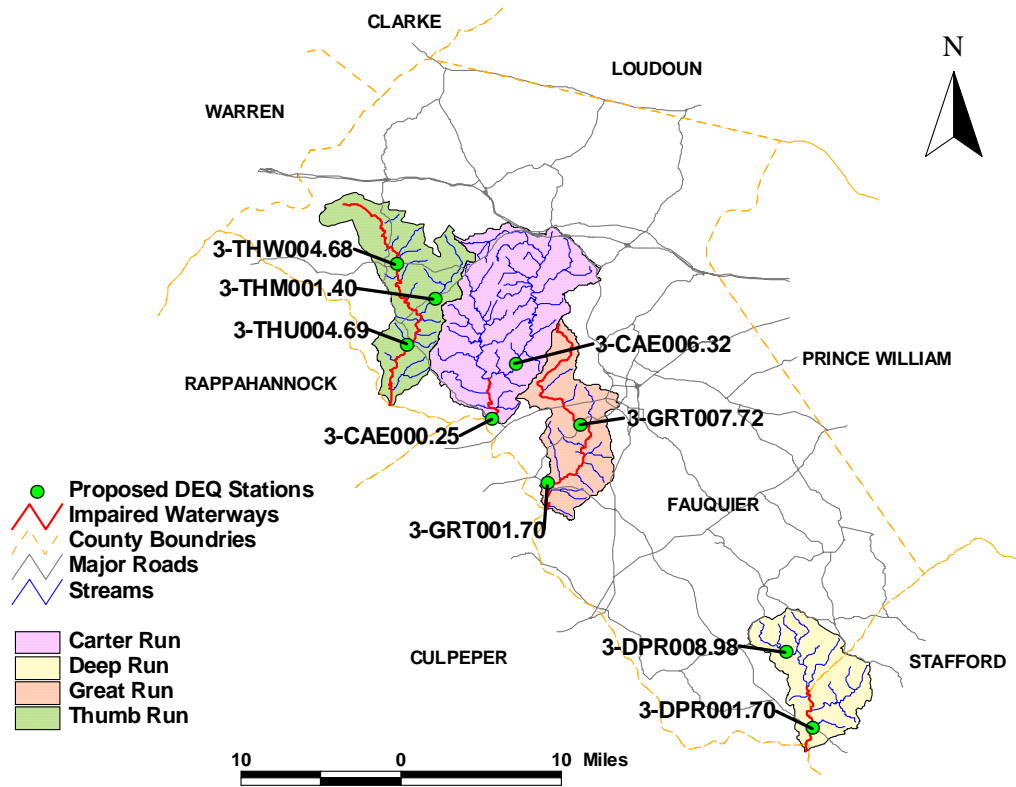 CLARKE
LOUDOUN
N
WARREN
3-THW004.68
3-THM001.40
3-THU004.69
3-CAE006.32
PRINCE WILLIAM
RAPPAHANNOCK
3-GRT007.72
3-CAE000.25
Proposed DEQ Stations
Impaired Waterways
County Boundries
Major Roads
Streams
FAUQUIER
3-GRT001.70
Carter Run
Deep Run
Great Run
Thumb Run
CULPEPER
3-DPR008.98
STAFFORD
3-DPR001.70
10 0 10 Miles